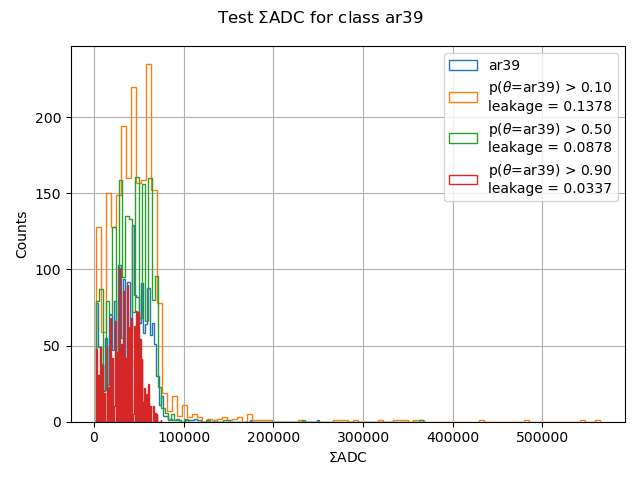 Test ΣADC for class ar39
Counts
200
150
100
50
0
0
100000
200000
300000
400000
500000
ΣADC
ar39
p(θ=ar39) > 0.10
leakage = 0.1378
p(θ=ar39) > 0.50
leakage = 0.0878
p(θ=ar39) > 0.90
leakage = 0.0337